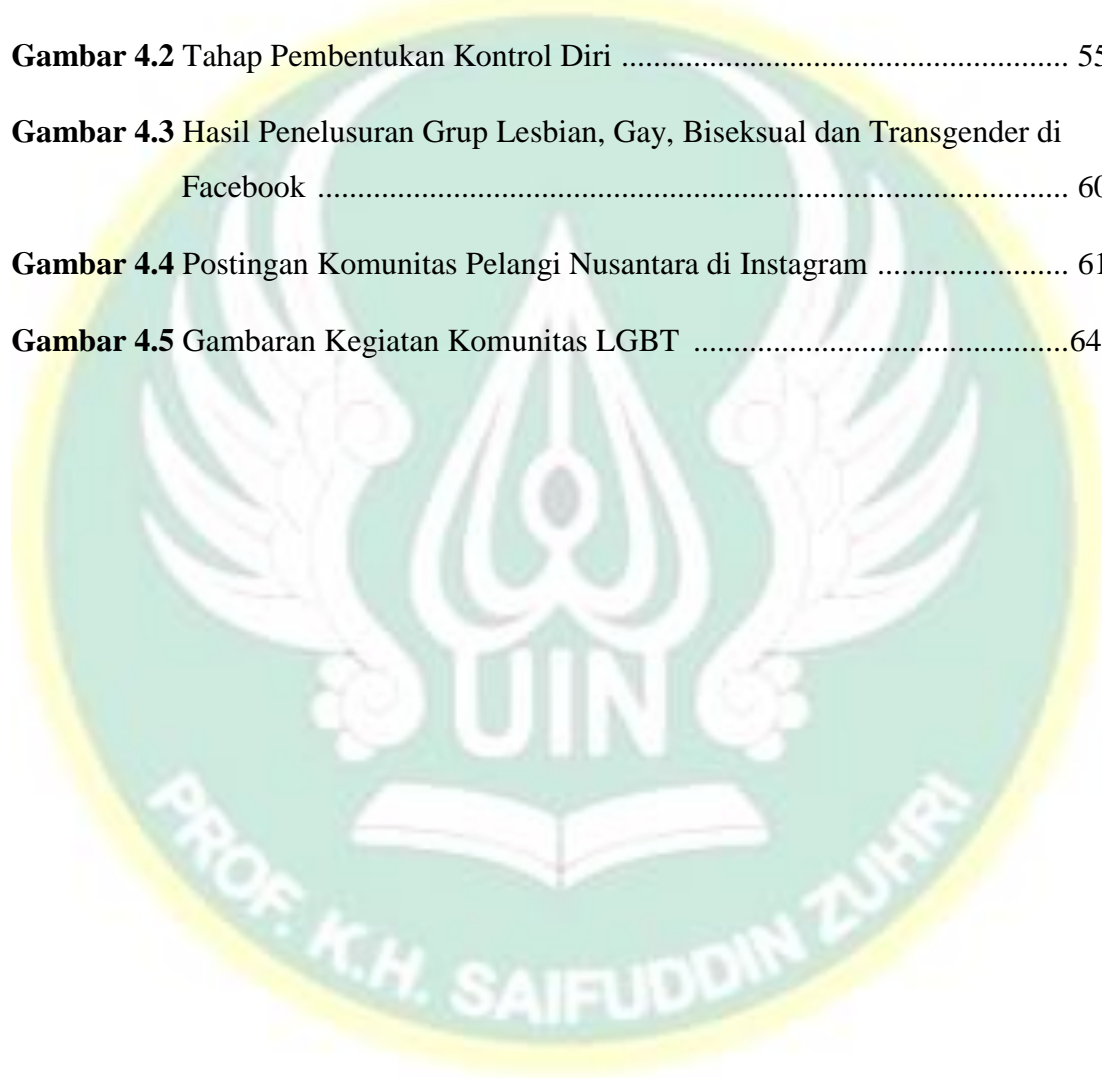 Gambar 4.2 Tahap Pembentukan Kontrol Diri ........................................................ 55
Gambar 4.3 Hasil Penelusuran Grup Lesbian, Gay, Biseksual dan Transgender di
Facebook .............................................................................................. 60
Gambar 4.4 Postingan Komunitas Pelangi Nusantara di Instagram ........................ 61
Gambar 4.5 Gambaran Kegiatan Komunitas LGBT ...............................................64
UIN
PROF. K.H. SAIFUDDIN ZUHRI